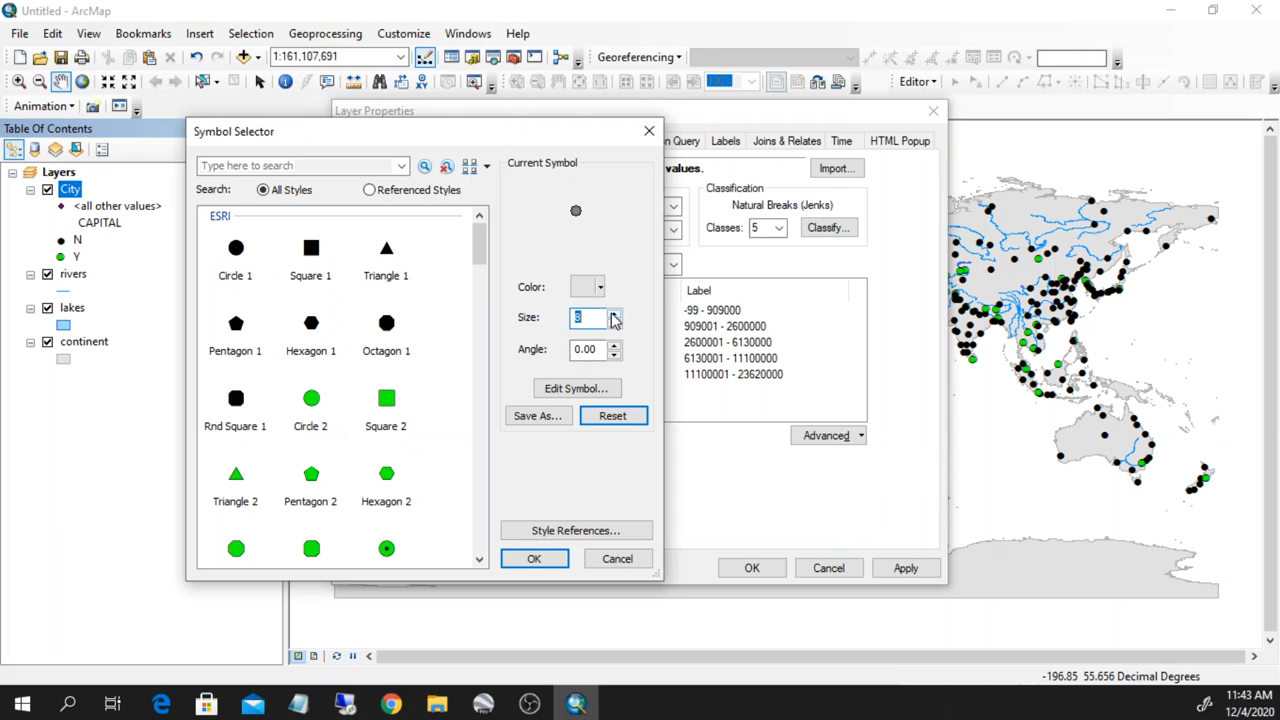 Untitled - ArcMap
File Edit View Bookmarks Insert Selection Geoprocessing Customize Windows Help
1:161,107,691 Georeferencing
Editor
Animation
Layer Properties
Table Of Contents
Symbol Selector
n Query Labels Joins & Relates Time HTML Popup
Type here to search
Current Symbol
values. Import...
Layers
Search: All Styles Referenced Styles
Classification
City
Natural Breaks (Jenks)
<all other values>
ESRI
CAPITAL
Classes: 5 Classify...
N
Y
rivers
Circle 1 Square 1 Triangle 1
Color:
Label
lakes
-99 - 909000
Size: 8
909001 - 2600000
continent
2600001 - 6130000
Pentagon 1 Hexagon 1 Octagon 1
Angle: 0.00
6130001 - 11100000
11100001 - 23620000
Edit Symbol...
Save As... Reset
Rnd Square 1 Circle 2 Square 2
Advanced
Triangle 2 Pentagon 2 Hexagon 2
Style References...
OK Cancel
OK Cancel Apply
-196.85 55.656 Decimal Degrees
11:43 AM
12/4/2020